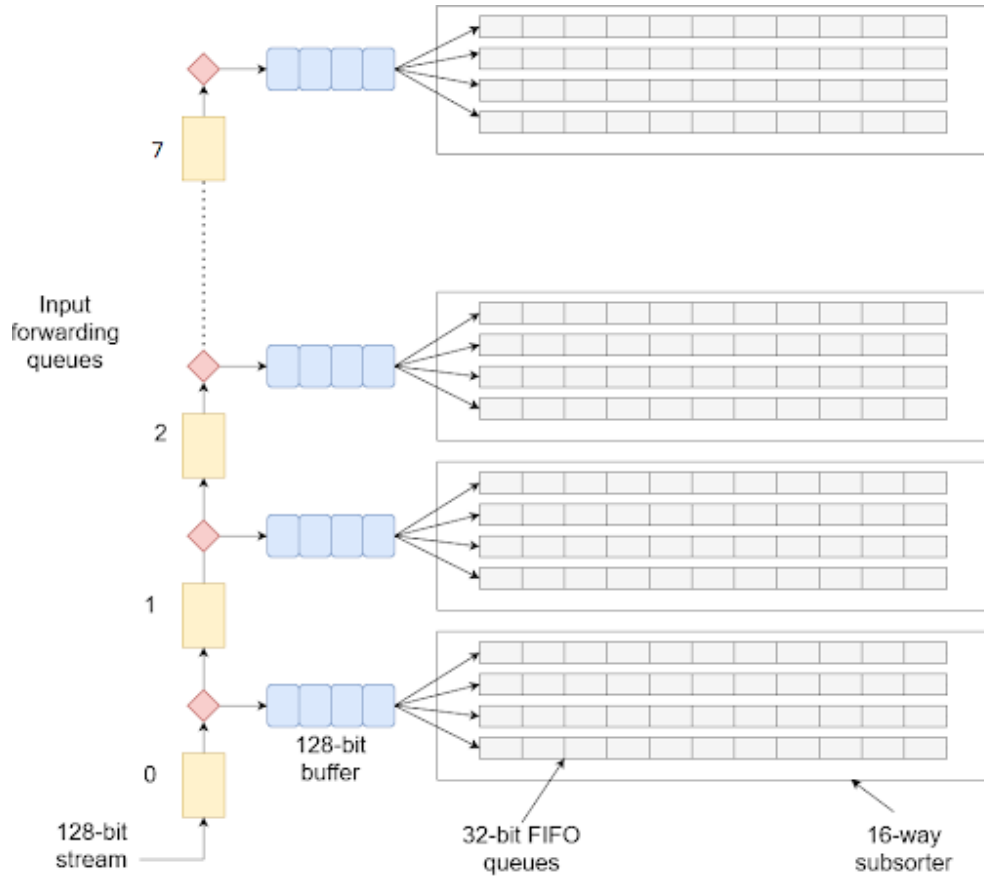 7
Input
forwarding
queues
2
1
0
128-bit
buffer
128-bit
stream
32-bit FIFO
queues
16-way
subsorter